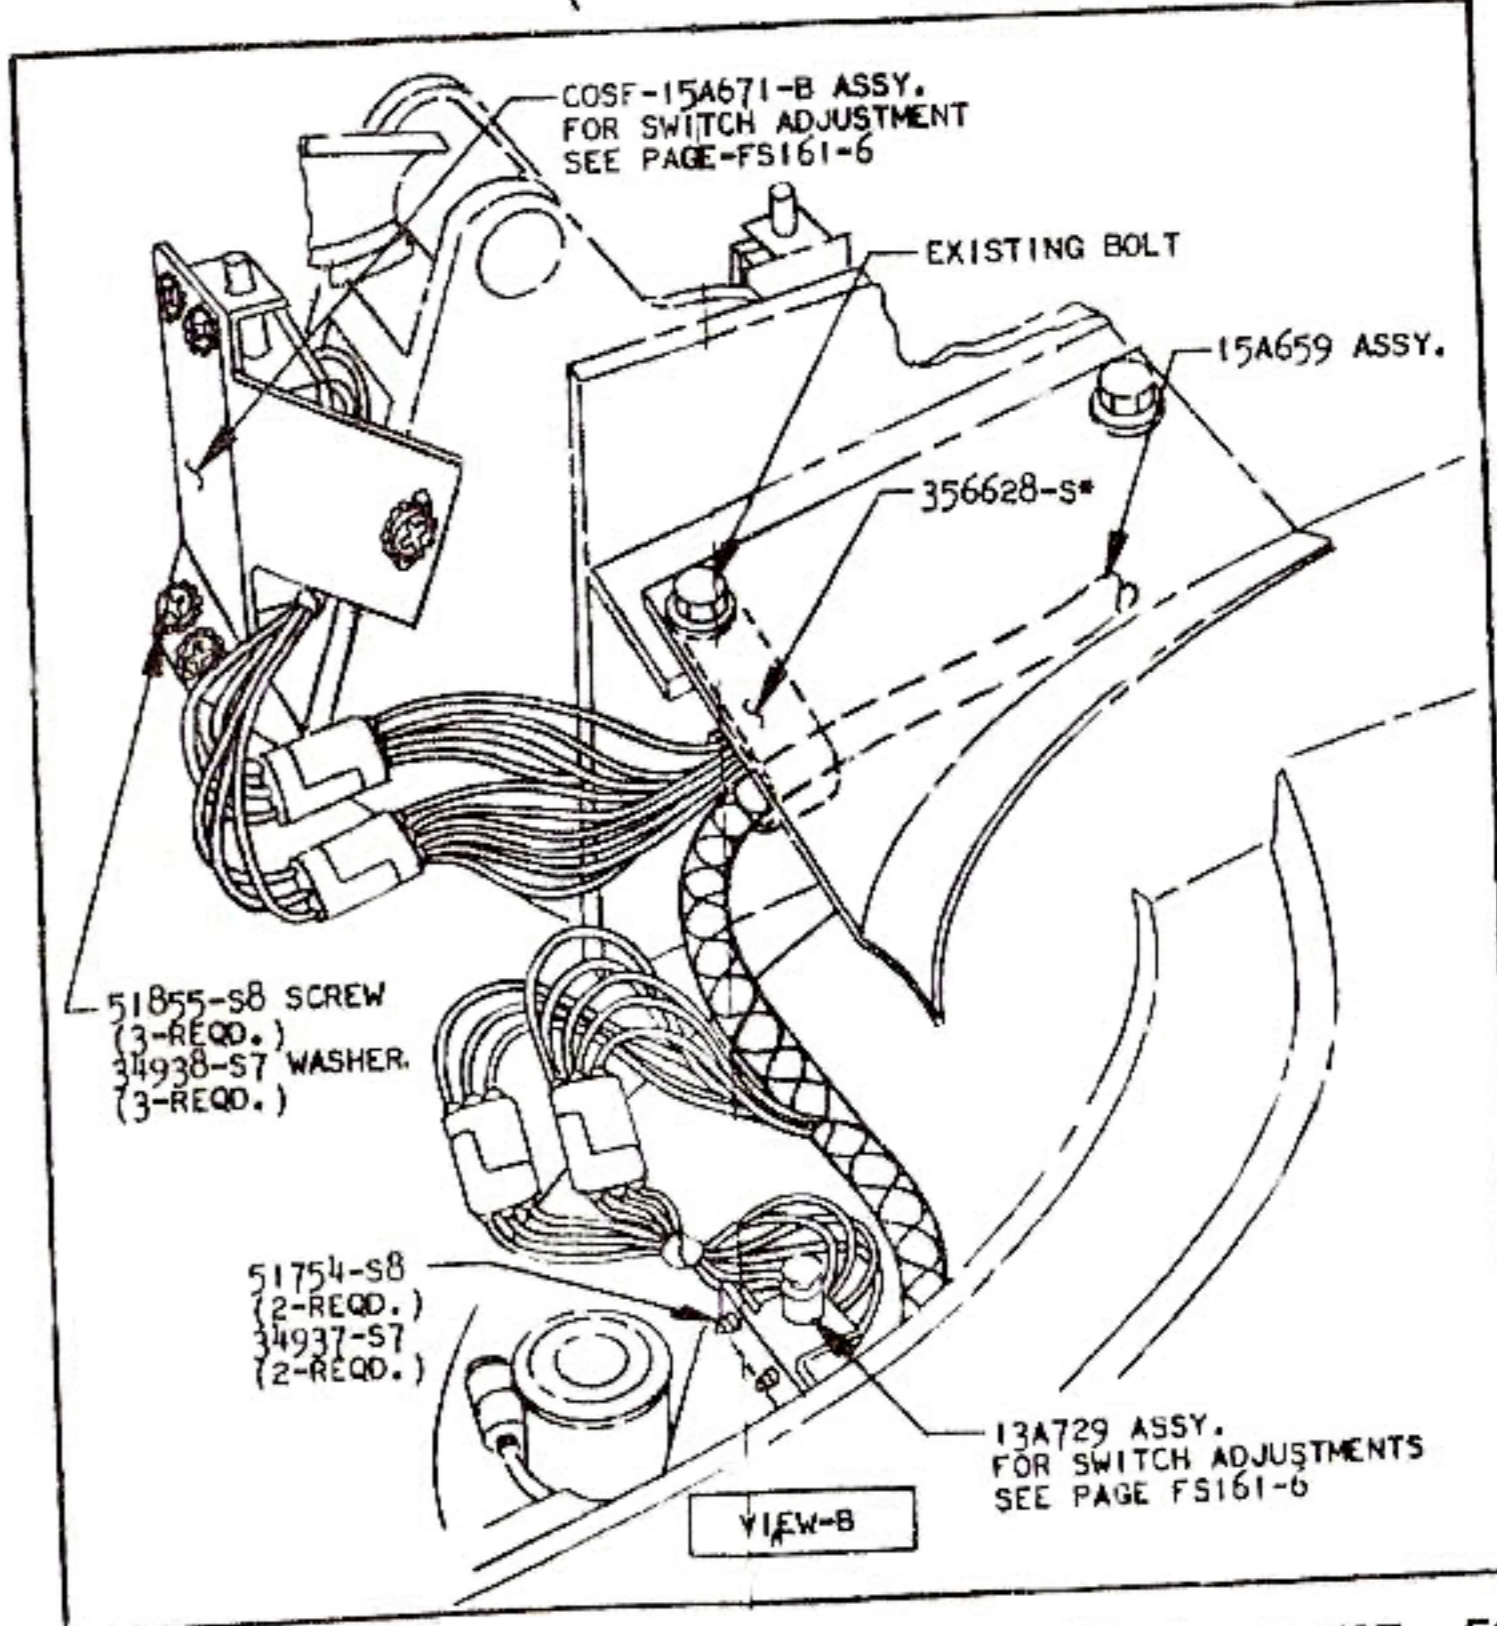 COSF-15A671-B ASSY.
FOR SWITCH ADJUSTMENT
SEE PAGE-FS161-6
EXISTING BOLT
15A659 ASSY.
356628-S*
51855-S8 SCREW
(3-REQD.)
34938-S7 WASHER.
(3-REQD.)
51754-S8
(2-REQD.)
34937-S7
(2-REQD.)
13A729 ASSY.
FOR SWITCH ADJUSTMENTS
SEE PAGE FS161-6
VIEW-B